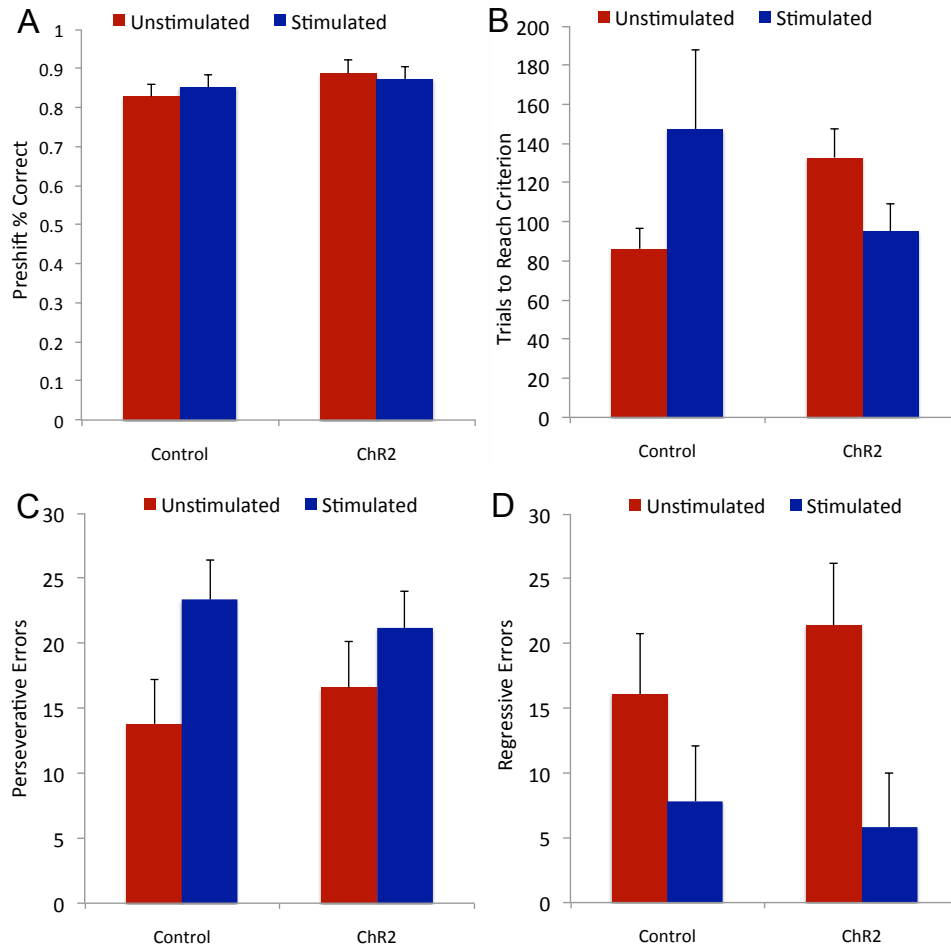 A
Unstimulated Stimulated
Preshift % Correct
1
0.9
0.8
0.7
0.6
0.5
0.4
0.3
0.2
0.1
0
Control ChR2
B
Unstimulated Stimulated
Trials to Reach Criterion
200
180
160
140
120
100
80
60
40
20
0
Control ChR2
C
Unstimulated Stimulated
Perseverative Errors
30
25
20
15
10
5
0
Control ChR2
D
Unstimulated Stimulated
Regressive Errors
30
25
20
15
10
5
0
Control ChR2